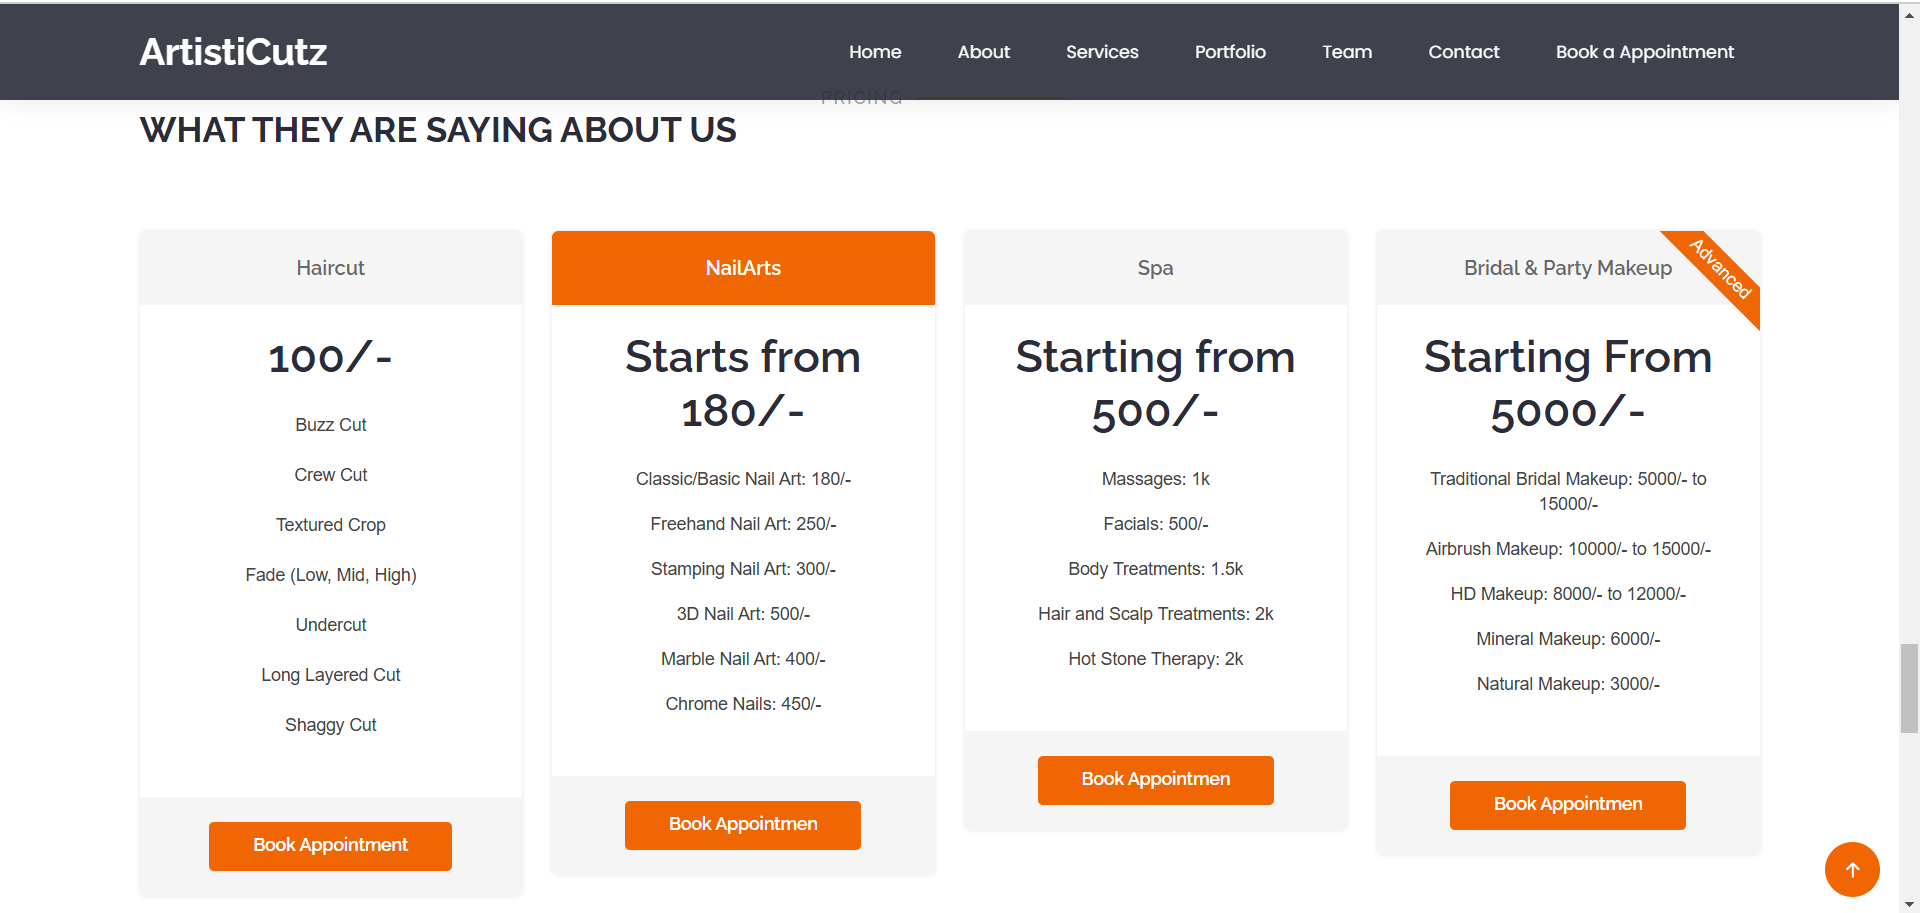 ArtistiCutz
Home About Services Portfolio Team Contact Book a Appointment
PRICING
WHAT THEY ARE SAYING ABOUT US
Haircut
100/-
Buzz Cut
Crew Cut
Textured Crop
Fade (Low, Mid, High)
Undercut
Long Layered Cut
Shaggy Cut
Book Appointment
NailArts
Starts from
180/-
Classic/Basic Nail Art: 180/-
Freehand Nail Art: 250/-
Stamping Nail Art: 300/-
3D Nail Art: 500/-
Marble Nail Art: 400/-
Chrome Nails: 450/-
Book Appointmen
Spa
Starting from
500/-
Massages: 1k
Facials: 500/-
Body Treatments: 1.5k
Hair and Scalp Treatments: 2k
Hot Stone Therapy: 2k
Book Appointmen
Bridal & Party Makeup
Advanced
Starting From
5000/-
Traditional Bridal Makeup: 5000/- to
15000/-
Airbrush Makeup: 10000/- to 15000/-
HD Makeup: 8000/- to 12000/-
Mineral Makeup: 6000/-
Natural Makeup: 3000/-
Book Appointmen